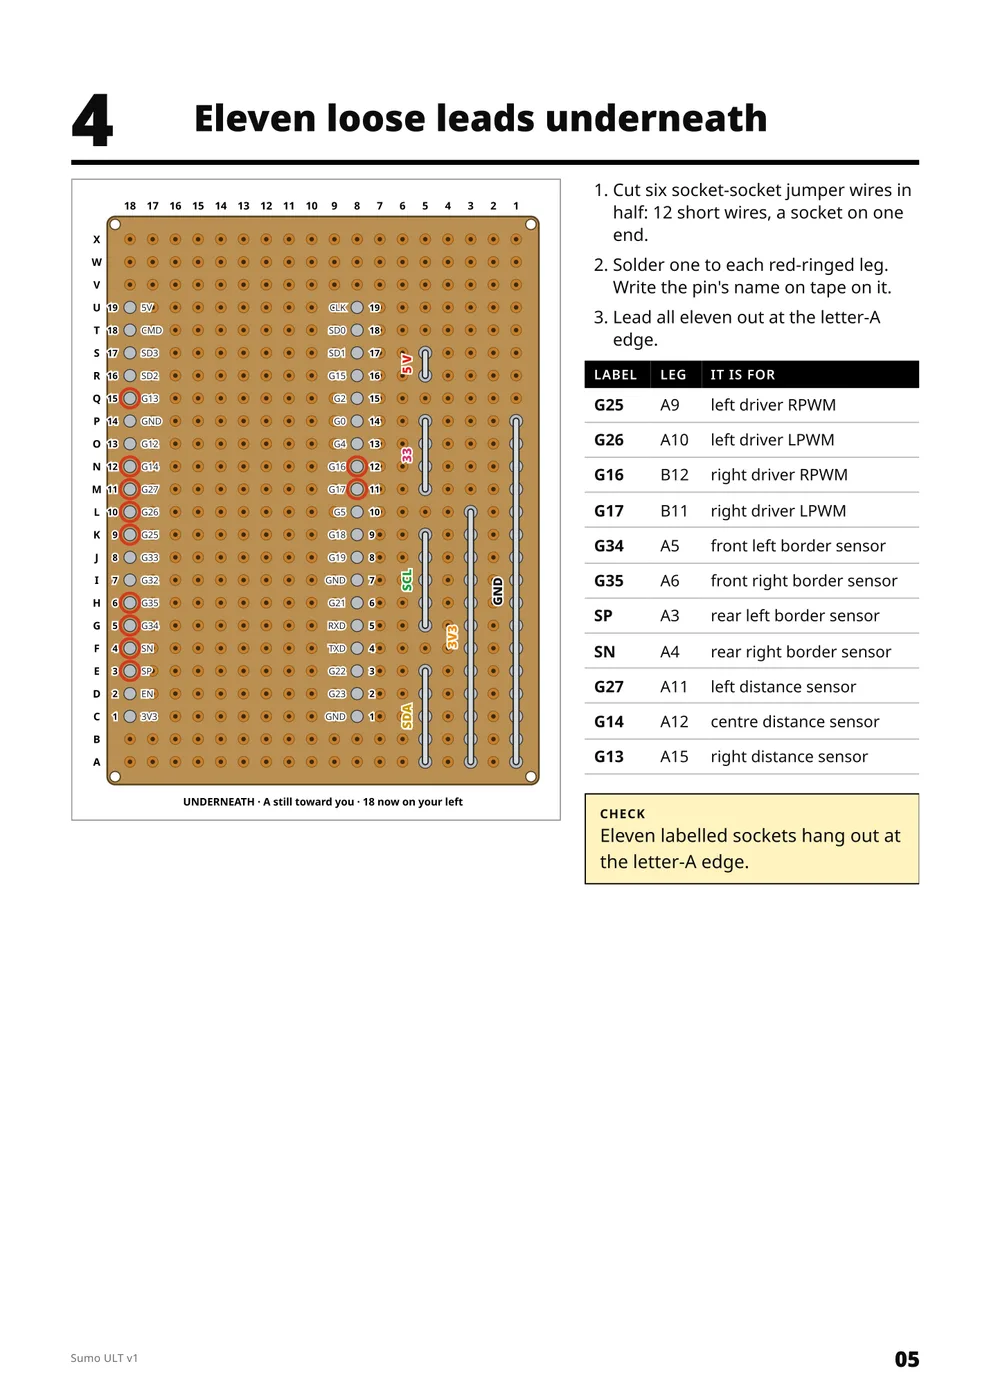 4
Eleven loose leads underneath
18 17 16 15 14 13 12 11 10 9 8 7 6 5 4 3 2 1
X
W
V
U 19 5V CLK 19
T 18 CMD SD0 18
S 17 SD3 SD1 17
R 16 SD2 G15 16
5V
Q 15 G13 G2 15
P 14 GND G0 14
O 13 G12 G4 13
N 12 G14 G16 12
33
M 11 G27 G17 11
L 10 G26 G5 10
K 9 G25 G18 9
J 8 G33 G19 8
I 7 G32 GND 7
SCL
GND
H 6 G35 G21 6
G 5 G34 RXD 5
3V3
F 4 SN TXD 4
E 3 SP G22 3
D 2 EN G23 2
C 1 3V3 GND 1
SDA
B
A
UNDERNEATH · A still toward you · 18 now on your left
1. Cut six socket-socket jumper wires in
half: 12 short wires, a socket on one
end.
2. Solder one to each red-ringed leg.
Write the pin's name on tape on it.
3. Lead all eleven out at the letter-A
edge.
LABEL LEG IT IS FOR
G25 A9 left driver RPWM
G26 A10 left driver LPWM
G16 B12 right driver RPWM
G17 B11 right driver LPWM
G34 A5 front left border sensor
G35 A6 front right border sensor
SP A3 rear left border sensor
SN A4 rear right border sensor
G27 A11 left distance sensor
G14 A12 centre distance sensor
G13 A15 right distance sensor
CHECK
Eleven labelled sockets hang out at
the letter-A edge.
Sumo ULT v1
05